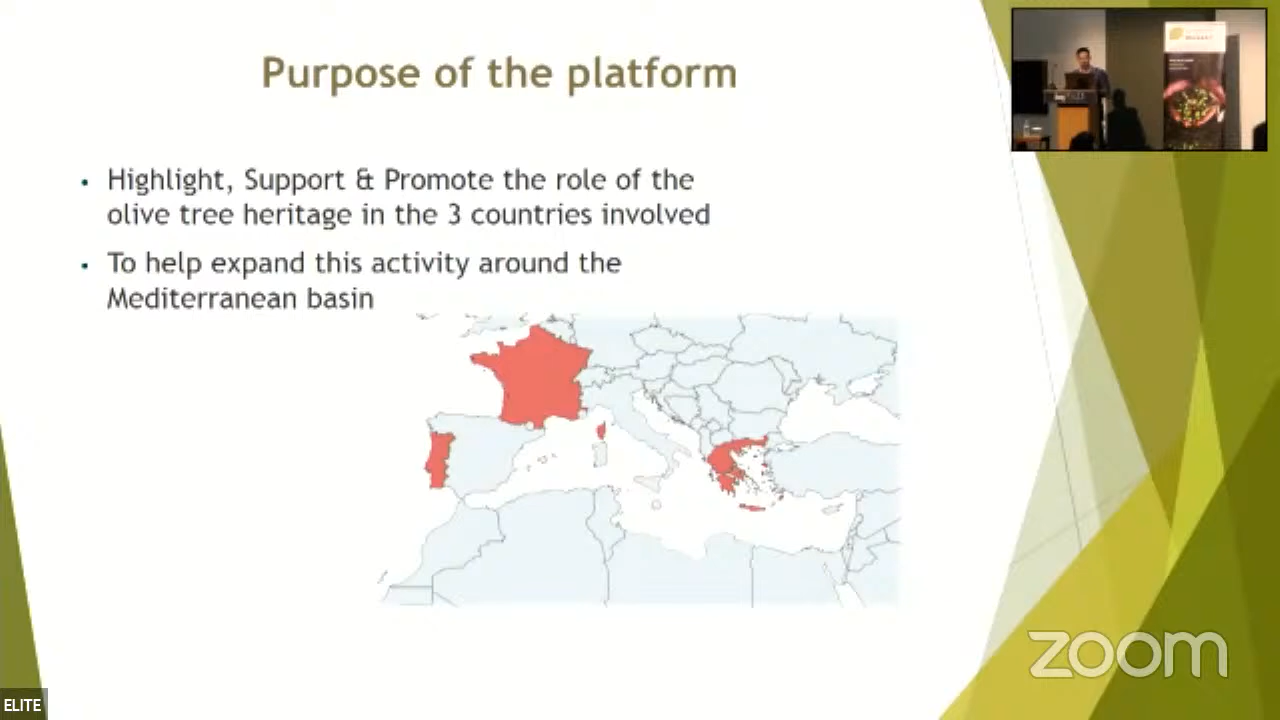 Purpose of the platform
• Highlight, Support & Promote the role of the
olive tree heritage in the 3 countries involved
• To help expand this activity around the
Mediterranean basin
zoom
ELITE